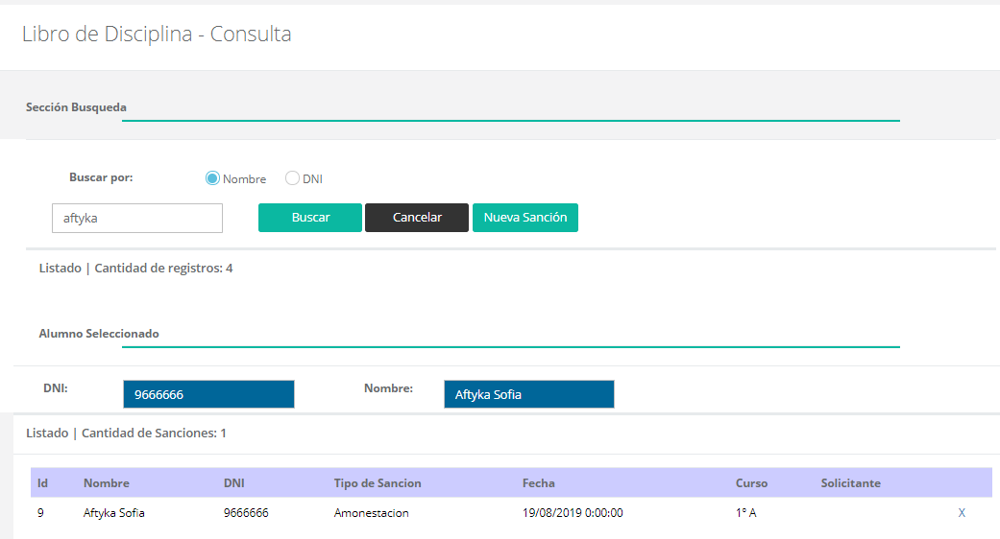 Libro de Disciplina - Consulta
Sección Busqueda
Buscar por: Nombre DNI
aftyka Buscar Cancelar Nueva Sanción
Listado | Cantidad de registros: 4
Alumno Seleccionado
DNI: 9666666 Nombre: Aftyka Sofia
Listado | Cantidad de Sanciones: 1
Id Nombre DNI Tipo de Sancion Fecha Curso Solicitante
9 Aftyka Sofia 9666666 Amonestacion 19/08/2019 0:00:00 1º A X